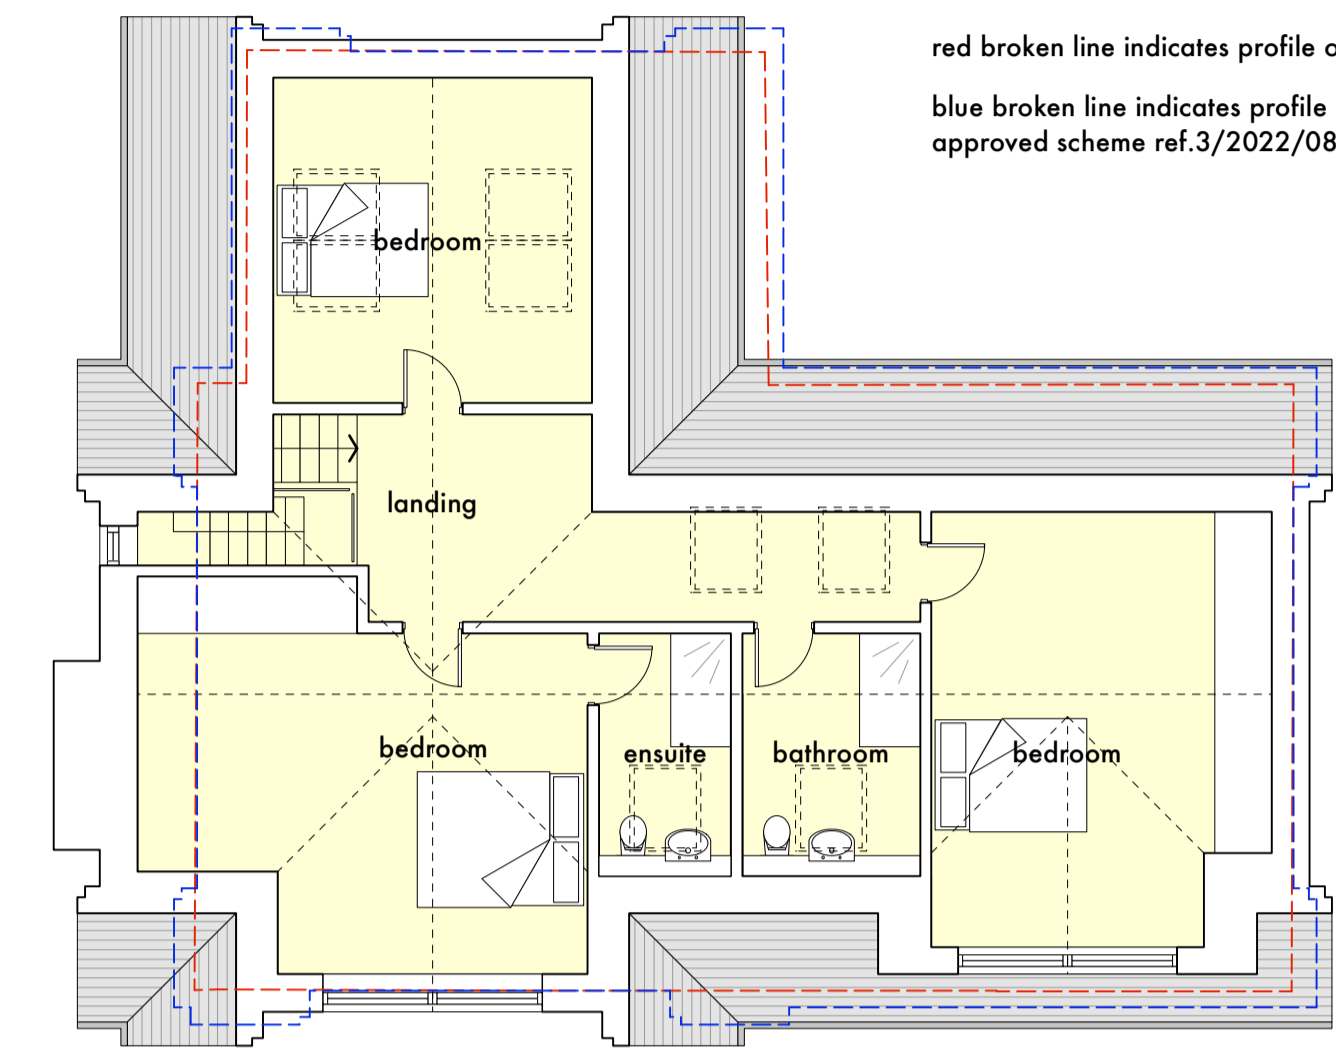 red broken line indicates profile
blue broken line indicates profile
approved scheme ref.3/2022/08
bedroom
landing
bedroom
ensuite
bathroom
bedroom